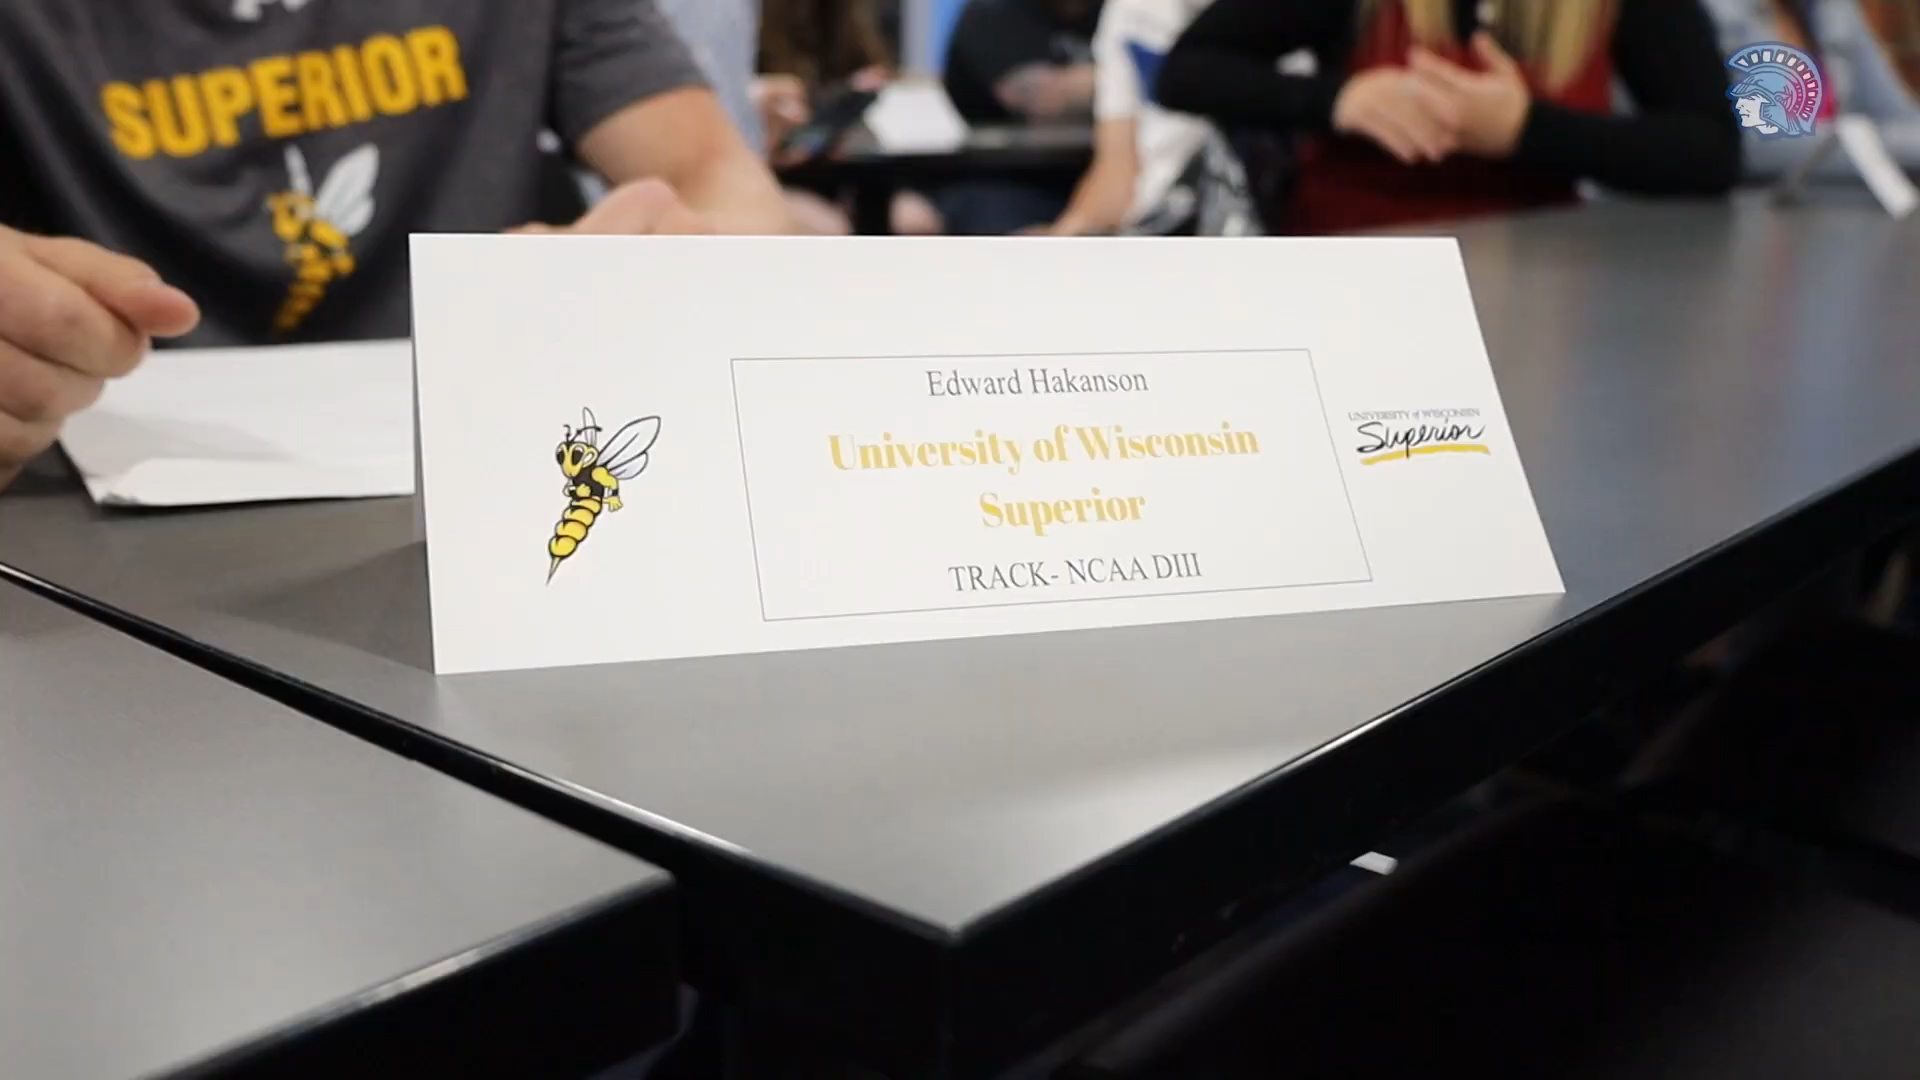 SUPERIOR
Edward Hakanson
University of Wisconsin
Superior
TRACK- NCAA DIII
UNIVERSITY of WISCONSIN
Superior